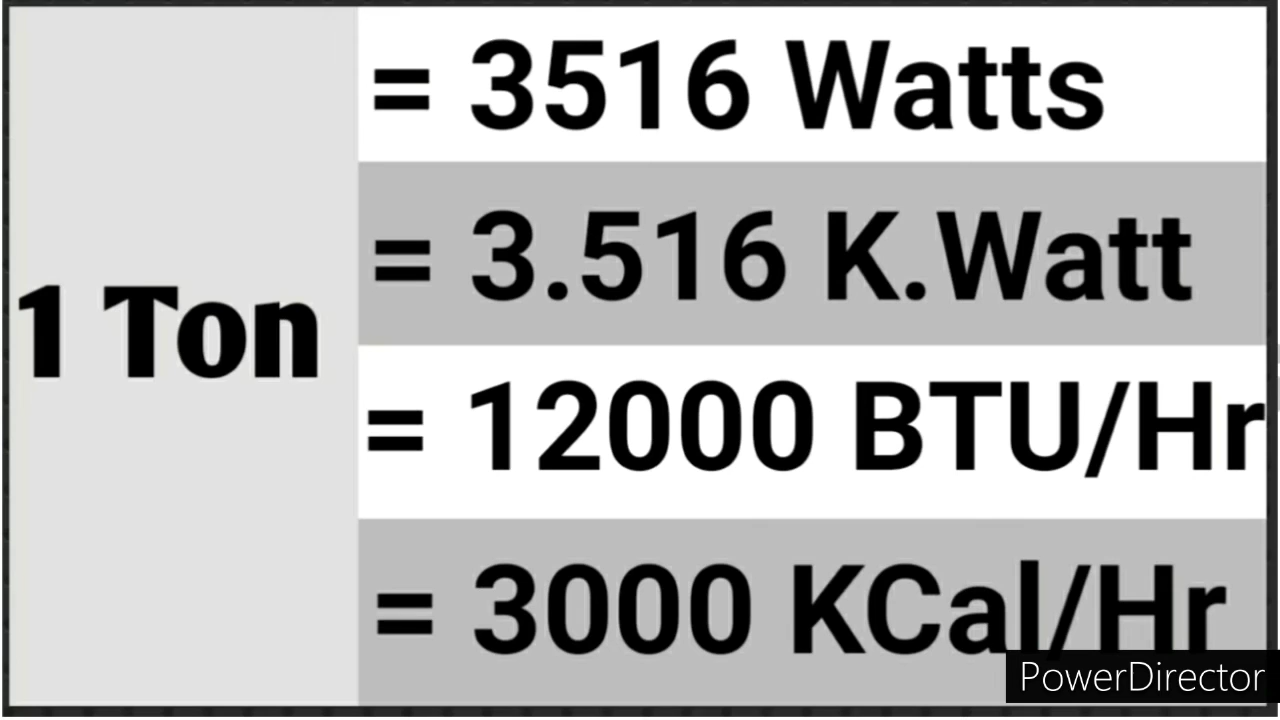 = 3516 Watts
= 3.516 K.Watt
1 Ton
= 12000 BTU/Hr
= 3000 KCal/Hr
PowerDirector